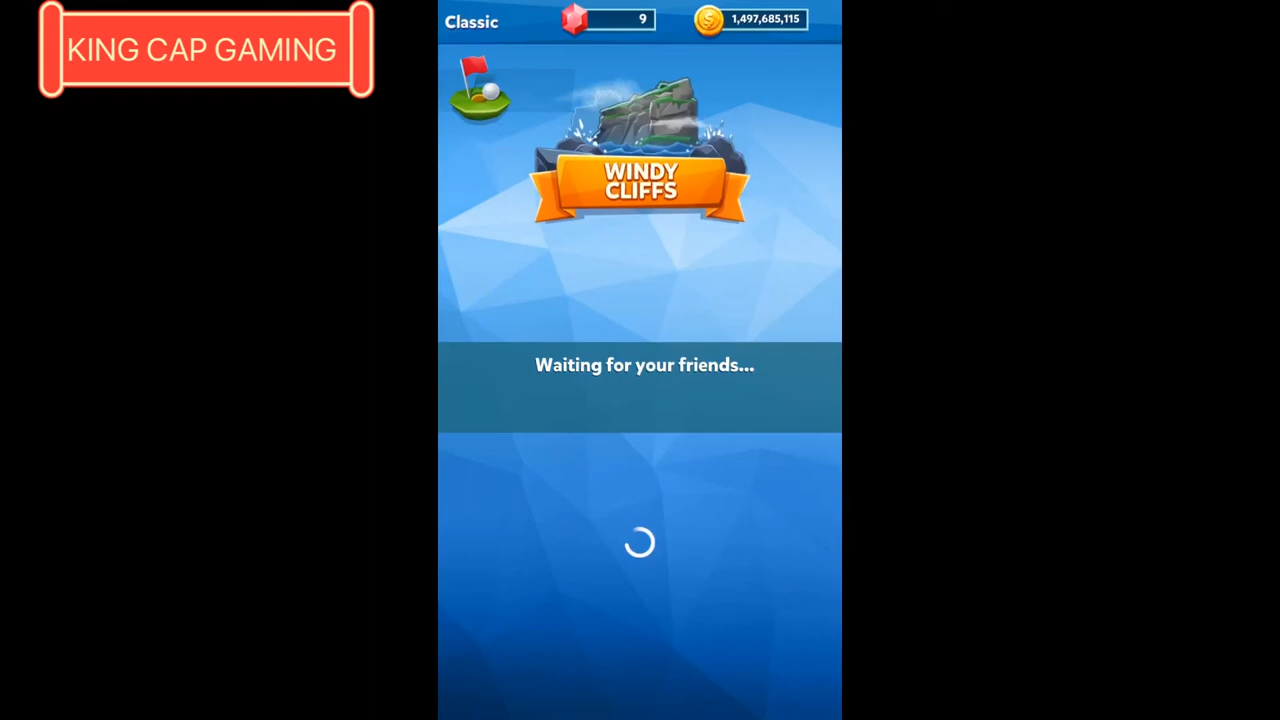 KING CAP GAMING
Classic
9
1,497,685,115
WINDY
CLIFFS
Waiting for your friends...